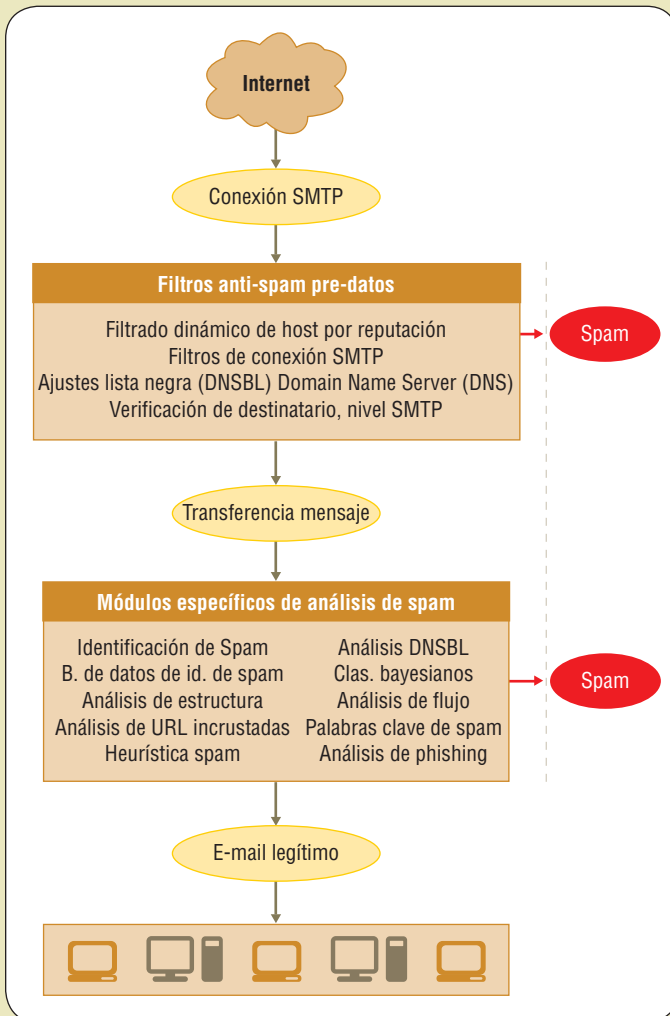 Internet
Conexión SMTP
Filtros anti-spam pre-datos
Filtrado dinámico de host por reputación
Filtros de conexión SMTP
Ajustes lista negra (DNSBL) Domain Name Server (DNS)
Verificación de destinatario, nivel SMTP
Spam
Transferencia mensaje
Módulos específicos de análisis de spam
Identificación de Spam
B. de datos de id. de spam
Análisis de estructura
Análisis de URL incrustadas
Heurística spam
Análisis DNSBL
Clas. bayesianos
Análisis de flujo
Palabras clave de spam
Análisis de phishing
Spam
E-mail legítimo